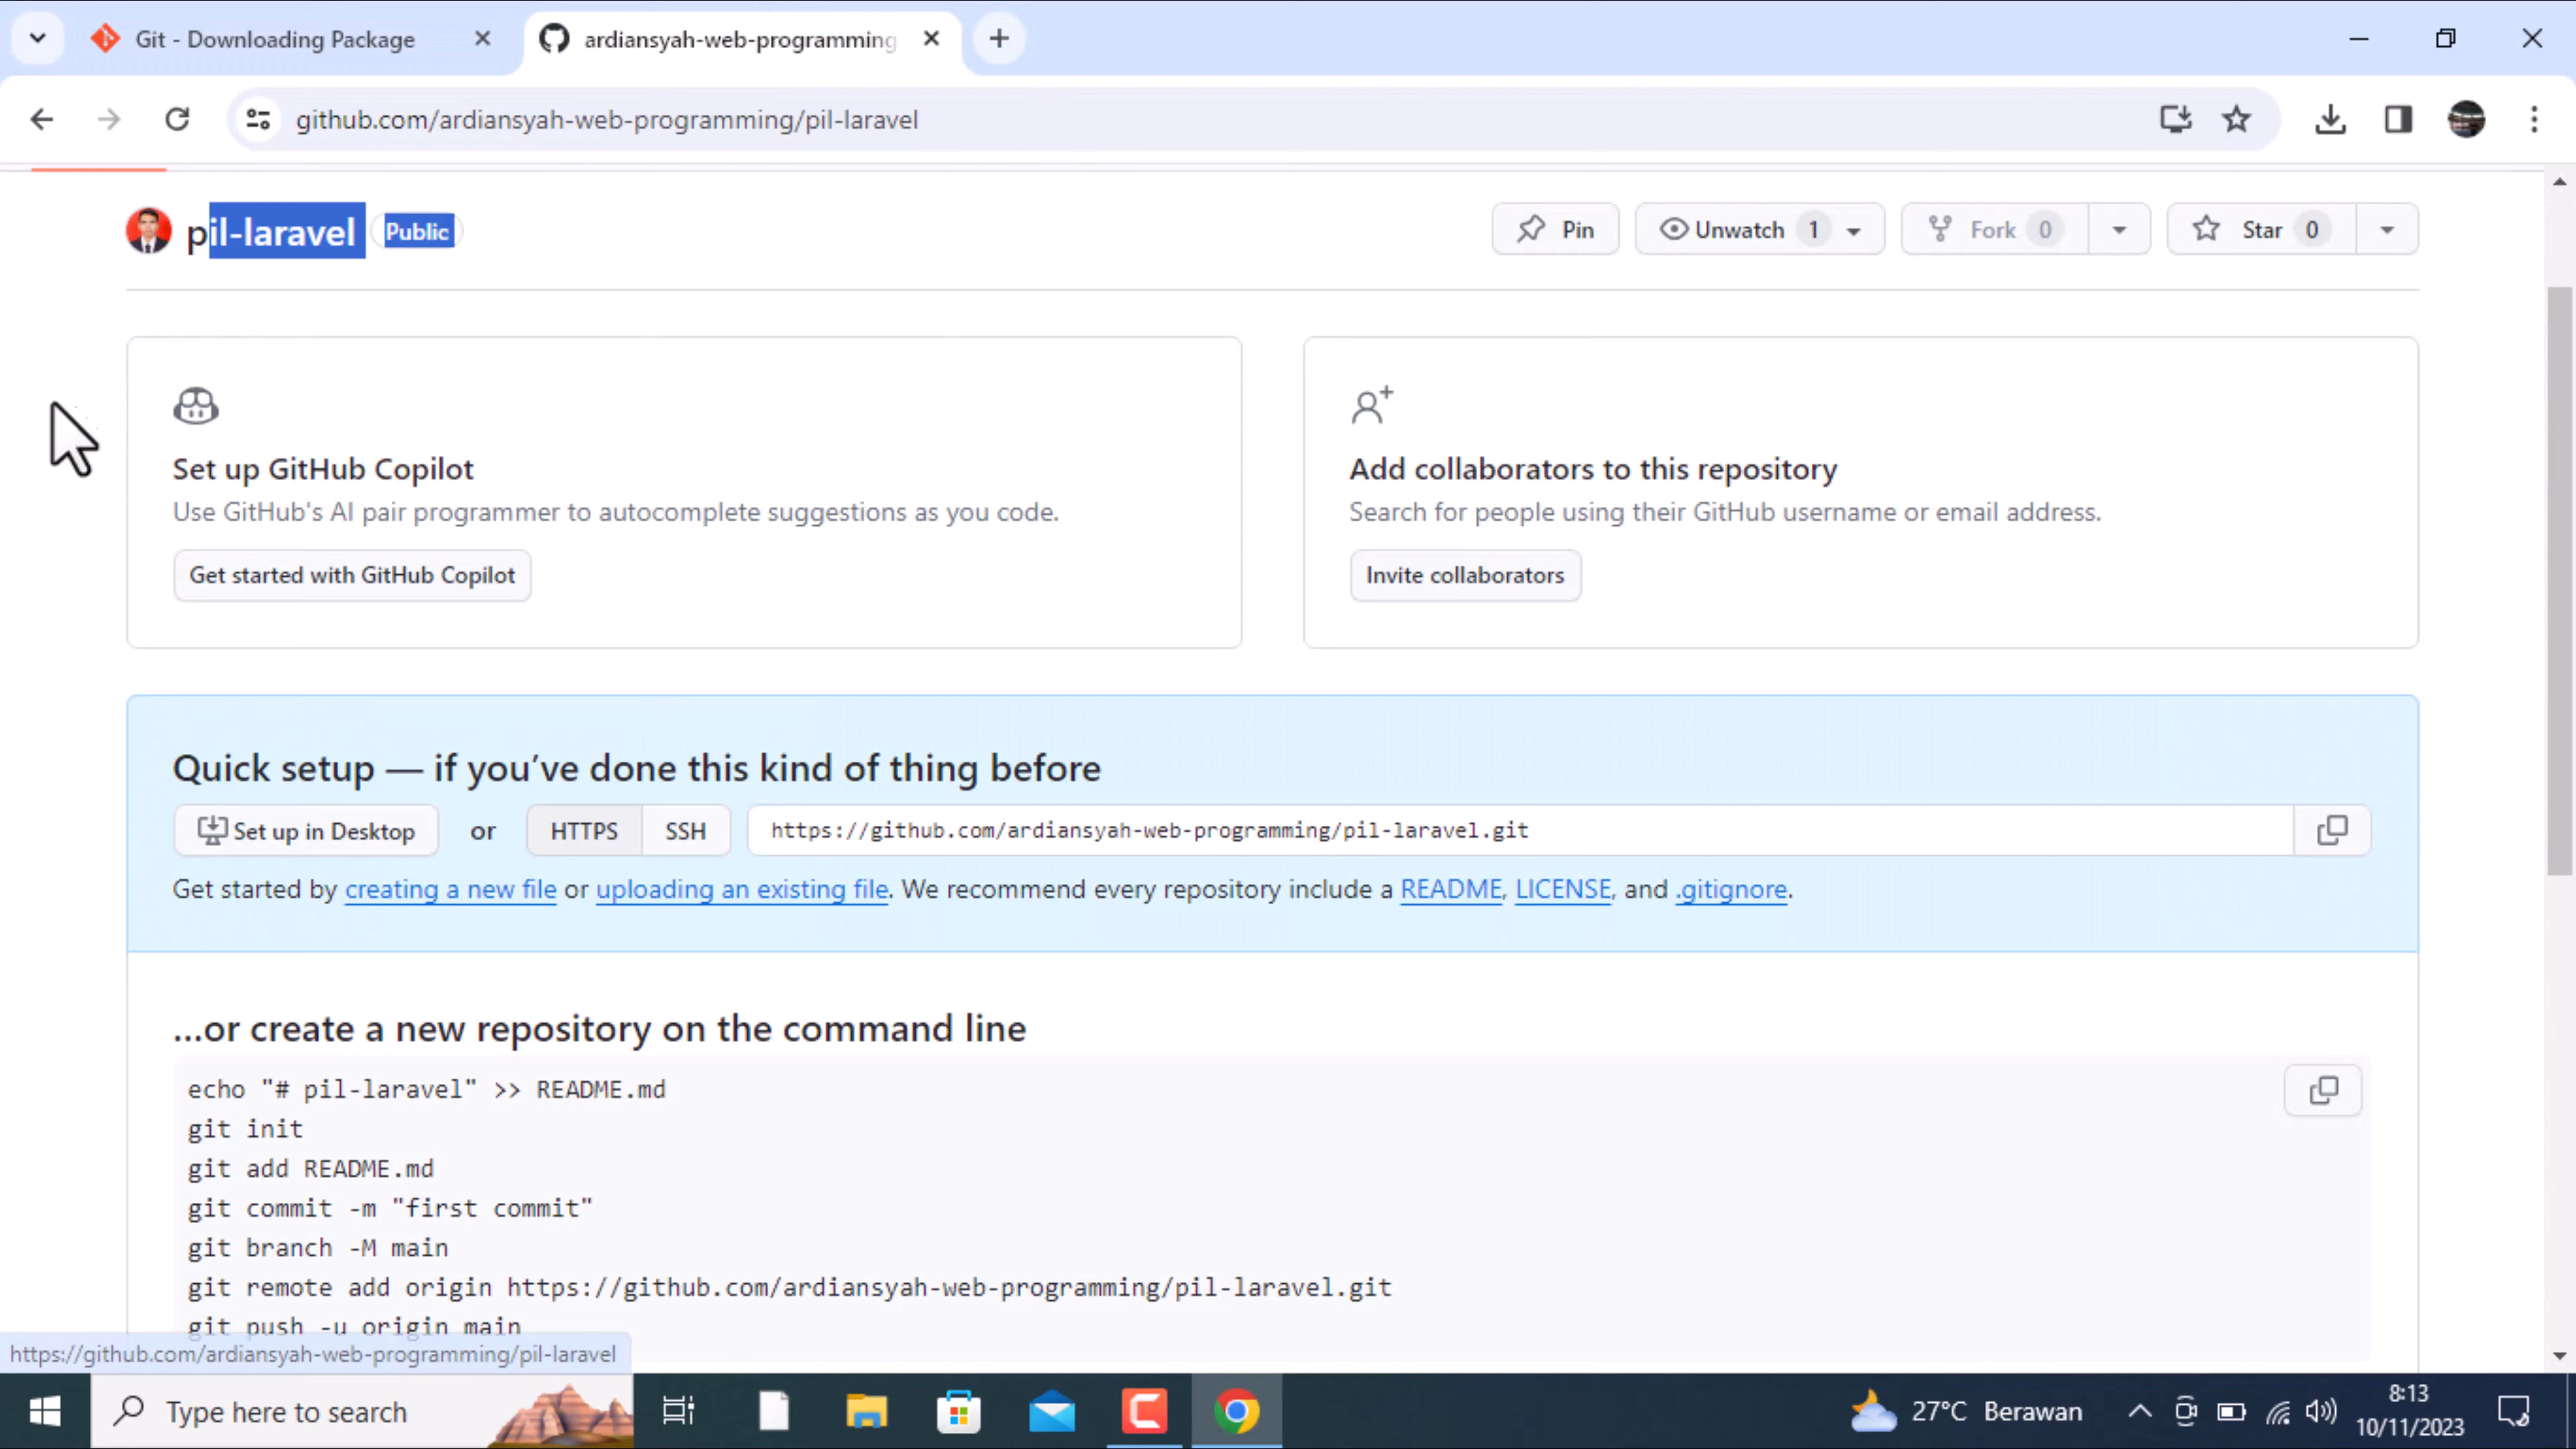 Git - Downloading Package
ardiansyah-web-programming
github.com/ardiansyah-web-programming/pil-laravel
pil-laravel Public
Pin
Unwatch 1
Fork 0
Star 0
Set up GitHub Copilot
Use GitHub's AI pair programmer to autocomplete suggestions as you code.
Get started with GitHub Copilot
Add collaborators to this repository
Search for people using their GitHub username or email address.
Invite collaborators
Quick setup — if you've done this kind of thing before
Set up in Desktop or HTTPS SSH https://github.com/ardiansyah-web-programming/pil-laravel.git
Get started by creating a new file or uploading an existing file. We recommend every repository include a README, LICENSE, and .gitignore.
...or create a new repository on the command line
echo "# pil-laravel" >> README.md
git init
git add README.md
git commit -m "first commit"
git branch -M main
git remote add origin https://github.com/ardiansyah-web-programming/pil-laravel.git
git push -u origin main
https://github.com/ardiansyah-web-programming/pil-laravel
Type here to search
27°C Berawan
8:13
10/11/2023